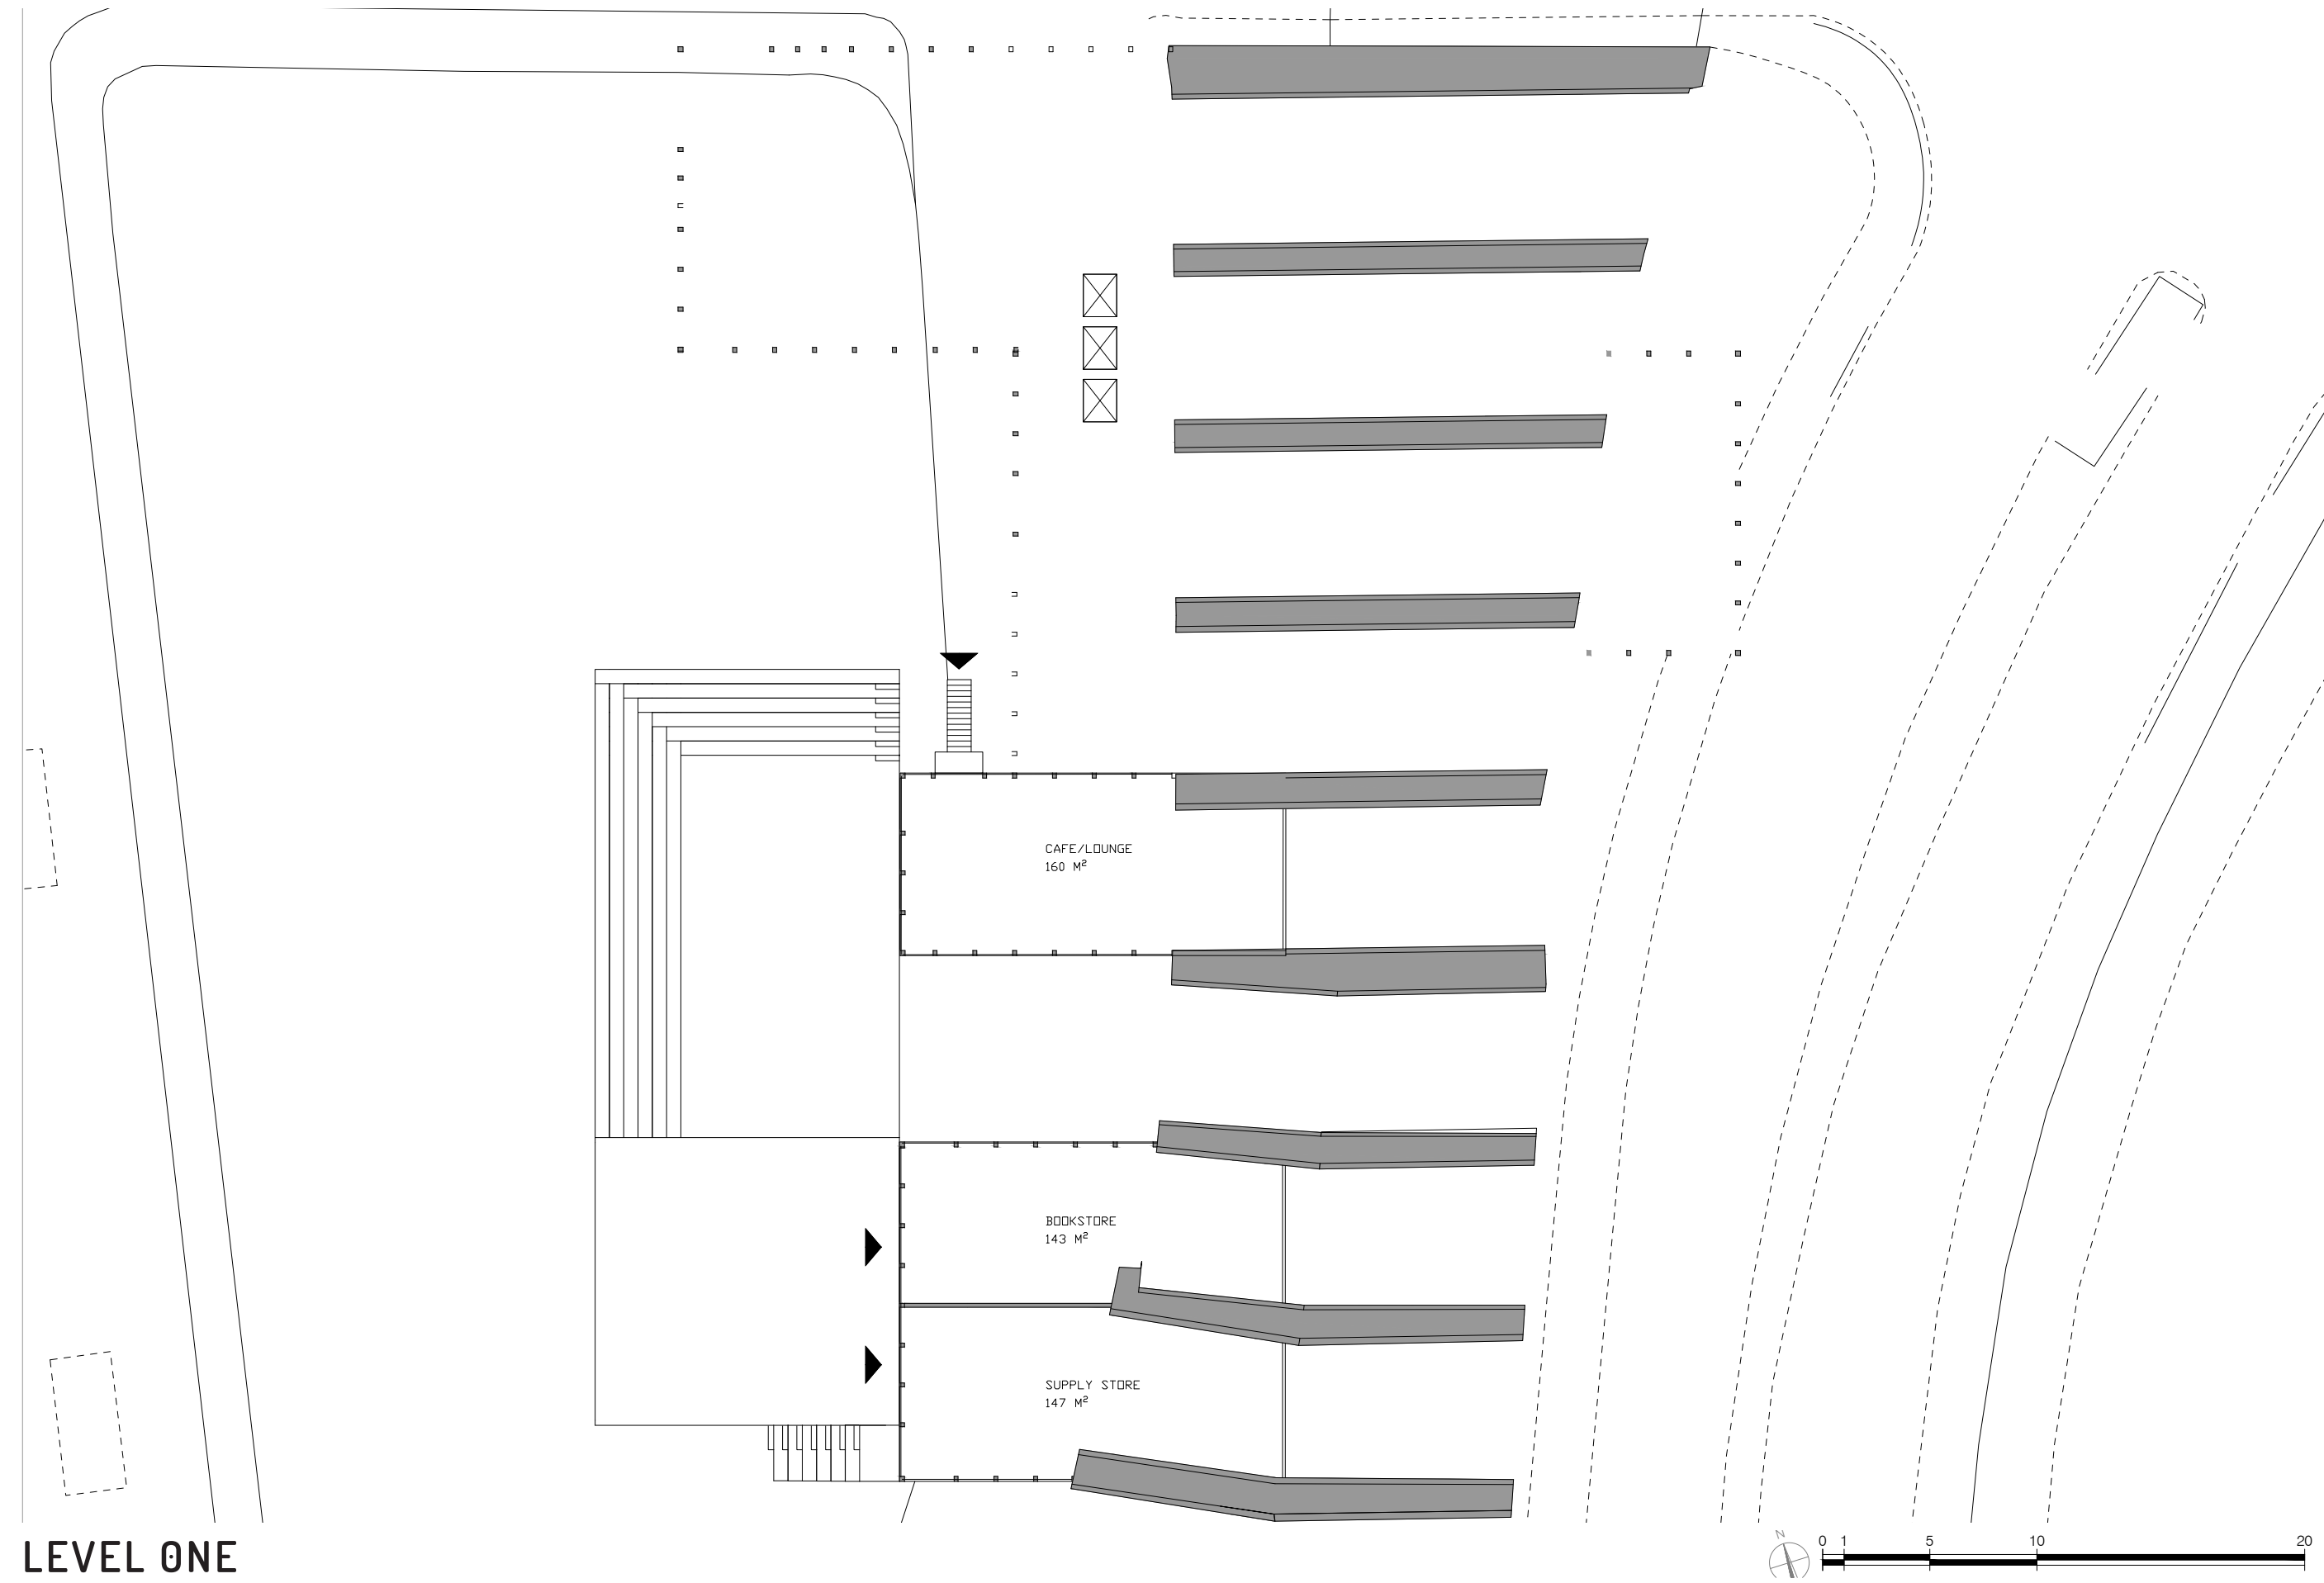 CAFE/LOUNGE
160 M²
BOOKSTORE
143 M²
SUPPLY STORE
147 M²
LEVEL ONE
N
0 1 5 10 20